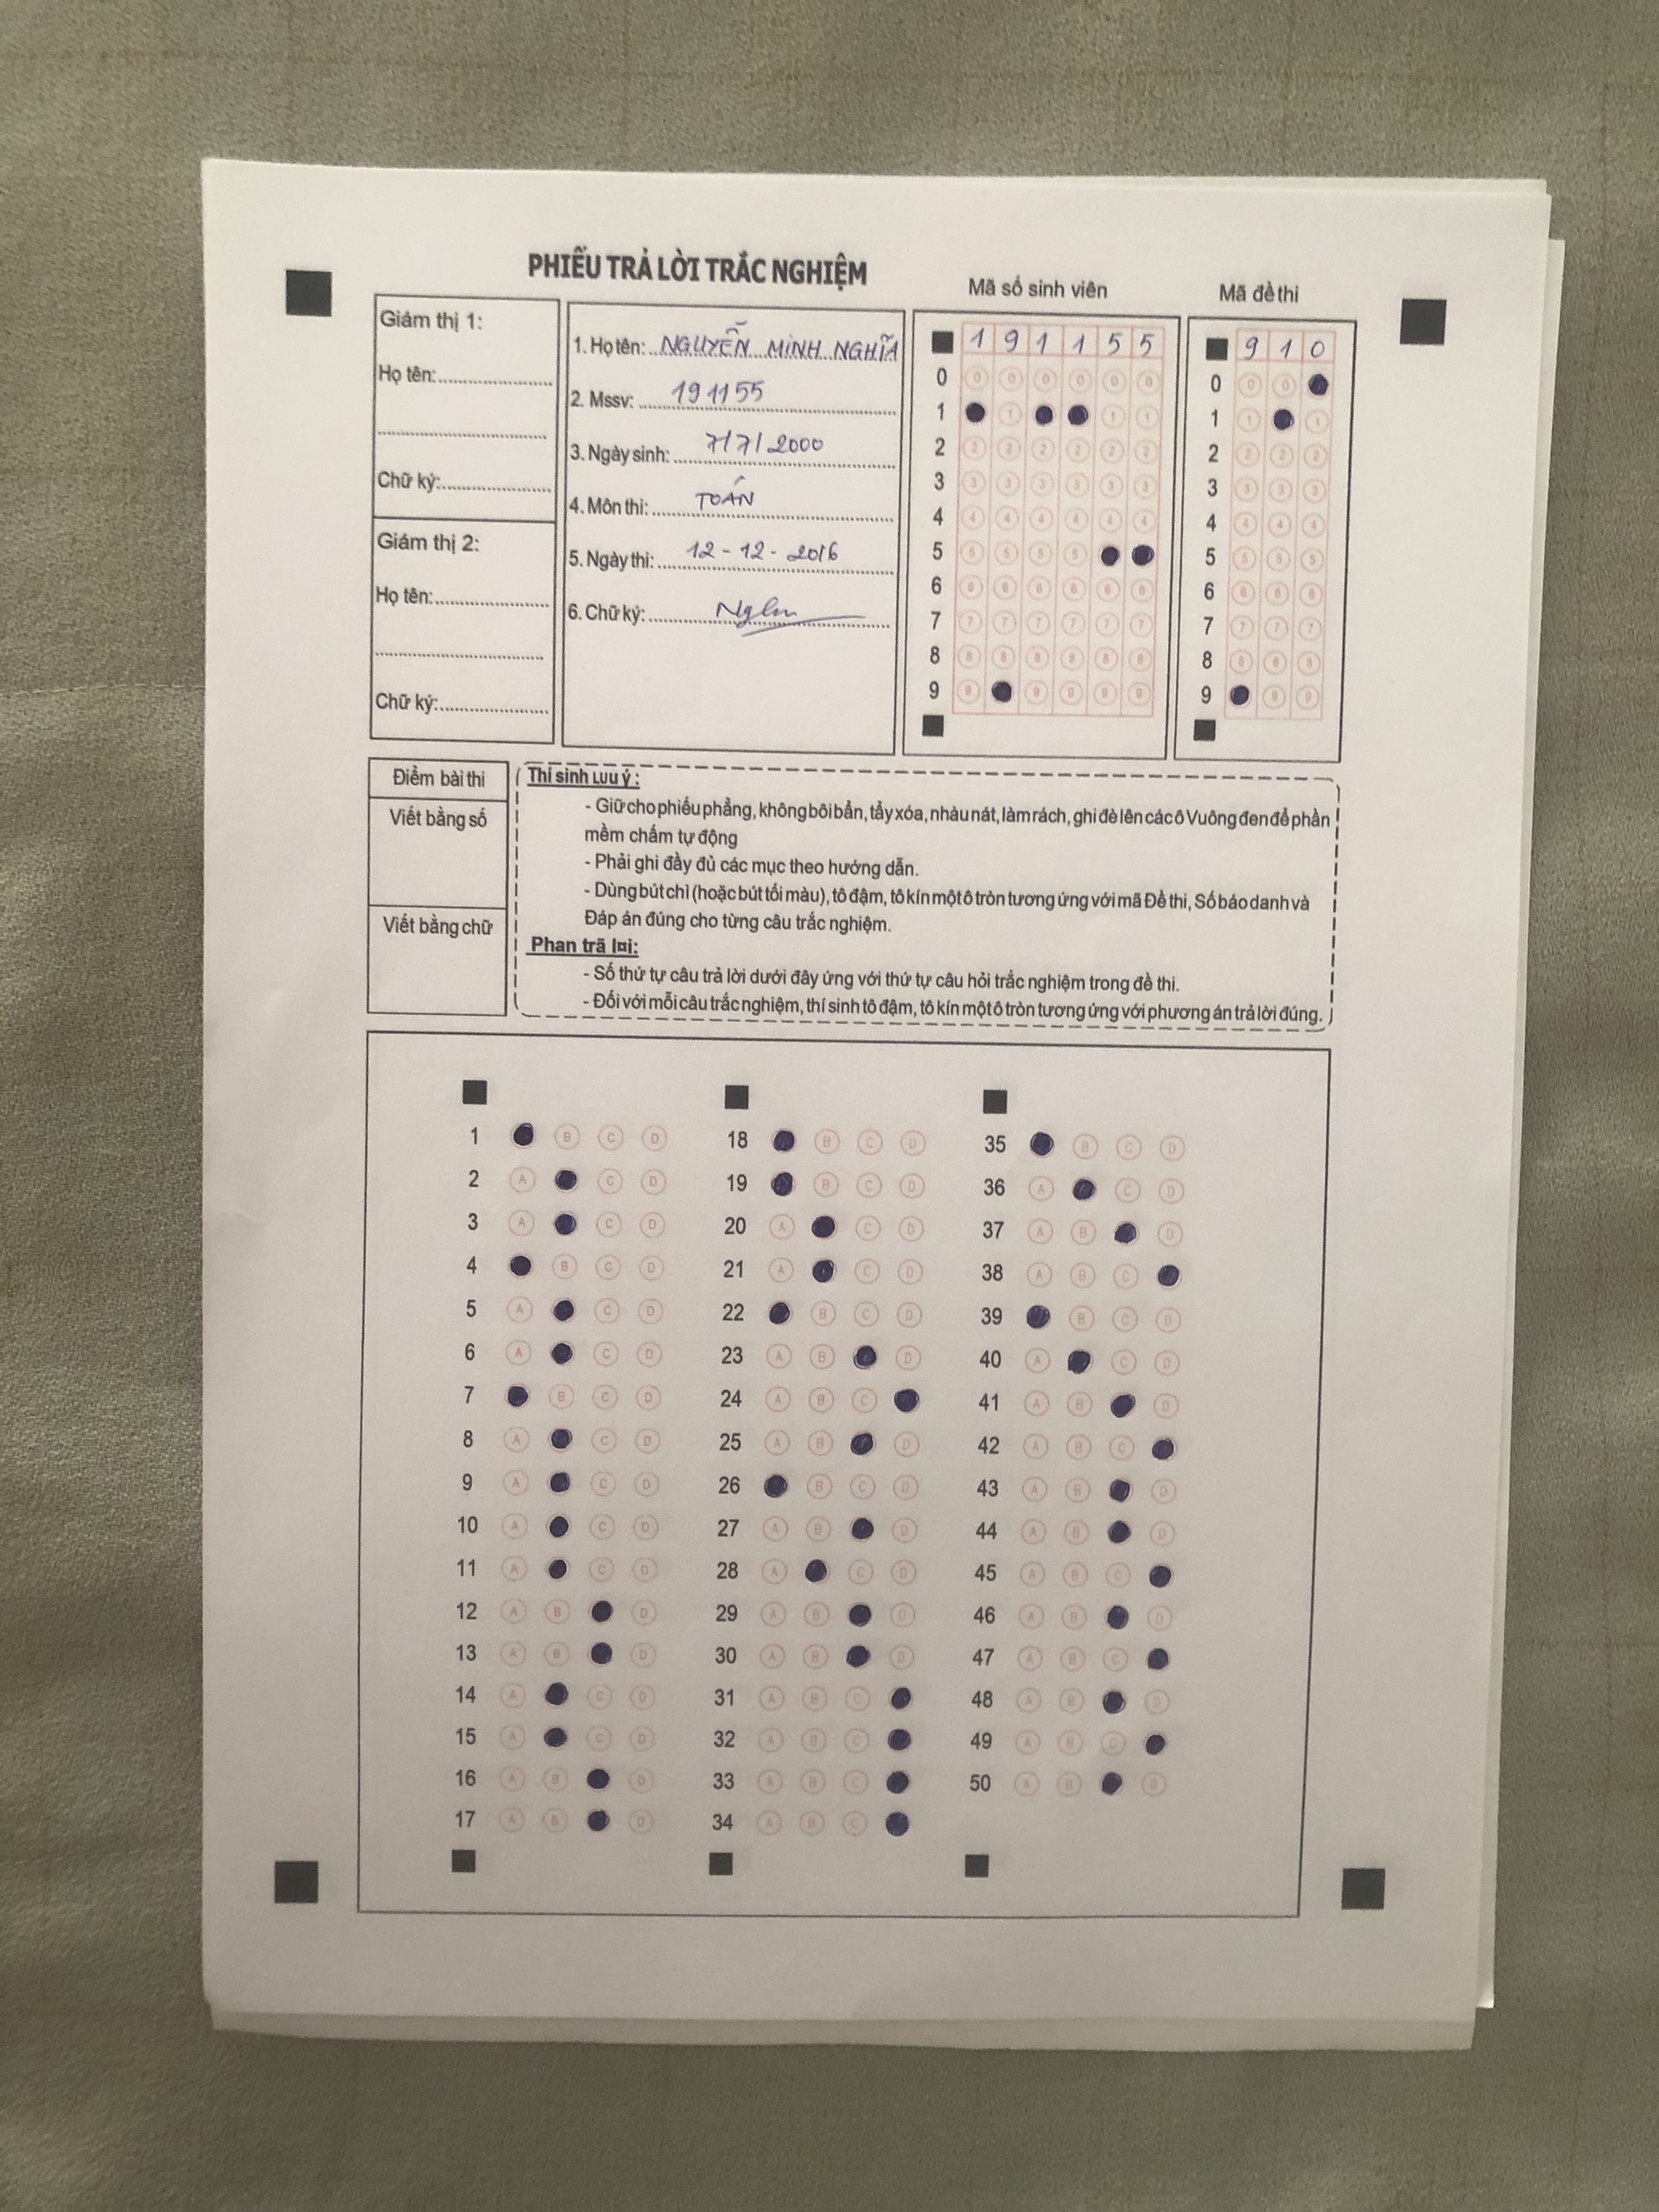 PHIẾU TRẢ LỜI TRẮC NGHIỆM
Giám thị 1:
Họ tên:
Chữ ký:
Giám thị 2:
Họ tên:
Chữ ký:
1. Họ tên: NGUYỄN MINH NGHĨA
2. Mssv: 191155
3. Ngày sinh: 7/7/2000
4. Môn thi: TOÁN
5. Ngày thi: 12-12-2016
6. Chữ ký:
Mã số sinh viên
1 9 1 1 5 5
0 0 0 0 0 0 0
1 1 1 1
2 2 2 2 2 2 2
3 3 3 3 3 3 3
4 4 4 4 4 4 4
5 5 5 5 5
6 6 6 6 6 6 6
7 7 7 7 7 7 7
8 8 8 8 8 8 8
9 9 9 9 9 9
Mã đề thi
9 1 0
0 0 0
1 1 1
2 2 2 2
3 3 3 3
4 4 4 4
5 5 5 5
6 6 6 6
7 7 7 7
8 8 8 8
9 9 9
Điểm bài thi
Viết bằng số
Viết bằng chữ
Thí sinh Lưu ý:
- Giữ cho phiếu phẳng, không bôi bẩn, tẩy xóa, nhàu nát, làm rách, ghi đè lên các ô Vuông đen để phần
mềm chấm tự động
- Phải ghi đầy đủ các mục theo hướng dẫn.
- Dùng bút chì (hoặc bút tối màu), tô đậm, tô kín một ô tròn tương ứng với mã Đề thi, Số báo danh và
Đáp án đúng cho từng câu trắc nghiệm.
Phan trã l¤i:
- Số thứ tự câu trả lời dưới đây ứng với thứ tự câu hỏi trắc nghiệm trong đề thi.
- Đối với mỗi câu trắc nghiệm, thí sinh tô đậm, tô kín một ô tròn tương ứng với phương án trả lời đúng.
1 B C D
2 A C D
3 A C D
4 B C D
5 A C D
6 A C D
7 B C D
8 A C D
9 A C D
10 A C D
11 A C D
12 A B D
13 A B D
14 A C D
15 A C D
16 A B D
17 A B D
18 B C D
19 B C D
20 A C D
21 A C D
22 B C D
23 A B D
24 A B C
25 A B D
26 B C D
27 A B D
28 A C D
29 A B D
30 A B D
31 A B C
32 A B C
33 A B C
34 A B C
35 B C D
36 A C D
37 A B D
38 A B C
39 B C D
40 A C D
41 A B D
42 A B C
43 A B D
44 A B D
45 A B C
46 A B D
47 A B C
48 A B D
49 A B C
50 A B D